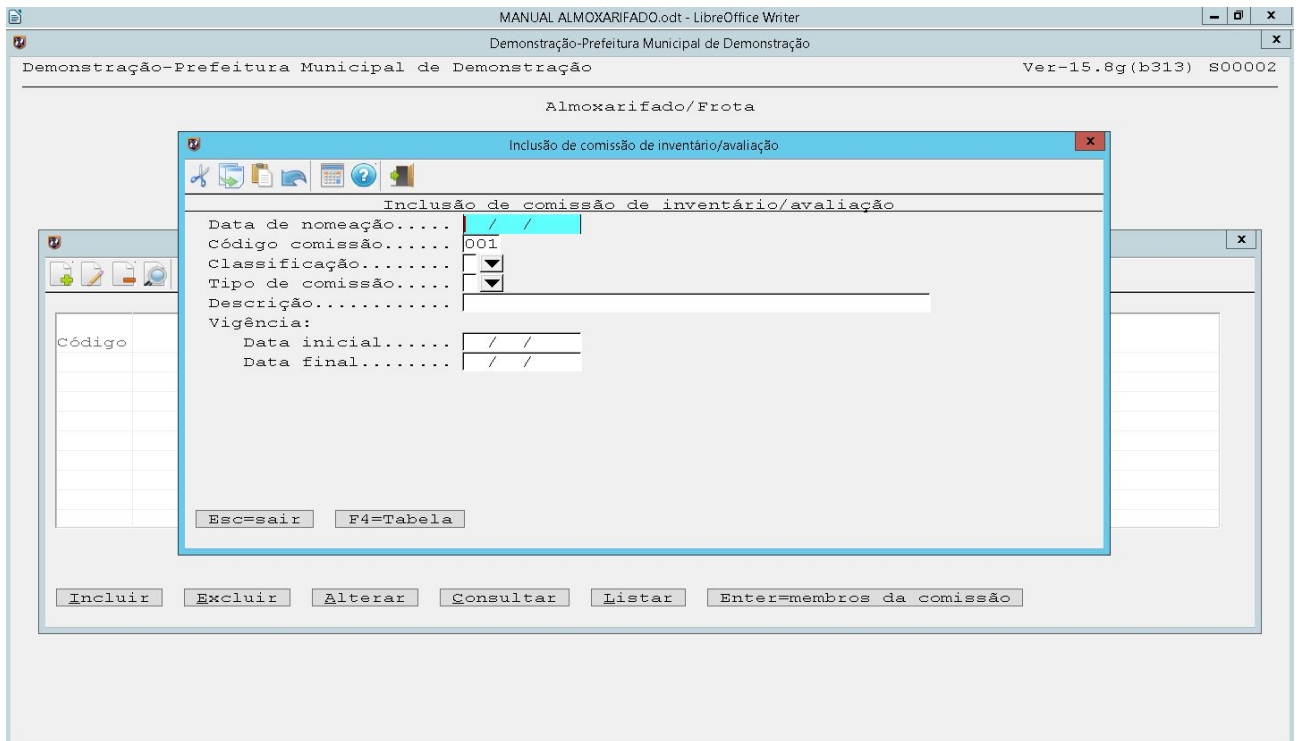 MANUAL ALMOXARIFADO.odt - LibreOffice Writer
Demonstração-Prefeitura Municipal de Demonstração
Demonstração-Prefeitura Municipal de Demonstração Ver-15.8g(b313) S00002
Almoxarifado/Frota
Inclusão de comissão de inventário/avaliação
Inclusão de comissão de inventário/avaliação
Data de nomeação..... / /
Código comissão...... 001
Classificação........
Tipo de comissão.....
Descrição............
Vigência:
Data inicial...... / /
Data final........ / /
Código
Esc=sair F4=Tabela
Incluir Excluir Alterar Consultar Listar Enter=membros da comissão